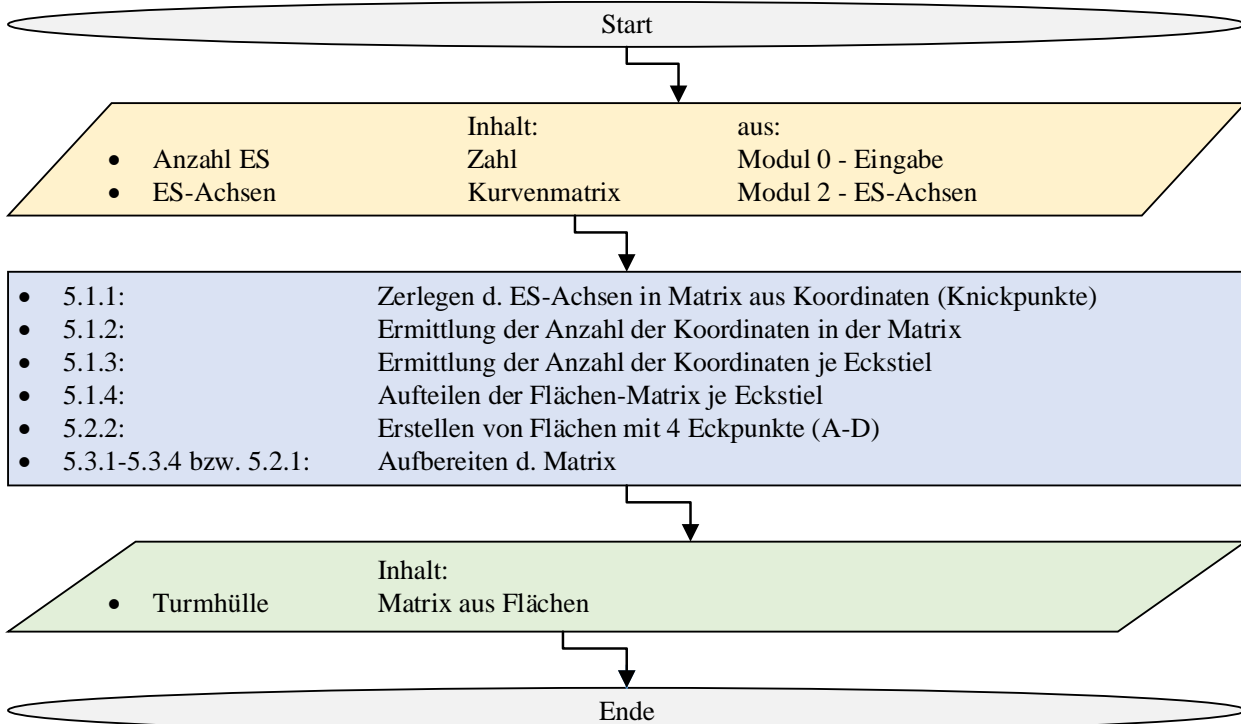 Start
Inhalt: aus:
• Anzahl ES Zahl Modul 0 - Eingabe
• ES-Achsen Kurvenmatrix Modul 2 - ES-Achsen
• 5.1.1: Zerlegen d. ES-Achsen in Matrix aus Koordinaten (Knickpunkte)
• 5.1.2: Ermittlung der Anzahl der Koordinaten in der Matrix
• 5.1.3: Ermittlung der Anzahl der Koordinaten je Eckstiel
• 5.1.4: Aufteilen der Flächen-Matrix je Eckstiel
• 5.2.2: Erstellen von Flächen mit 4 Eckpunkte (A-D)
• 5.3.1-5.3.4 bzw. 5.2.1: Aufbereiten d. Matrix
Inhalt:
• Turmhülle Matrix aus Flächen
Ende